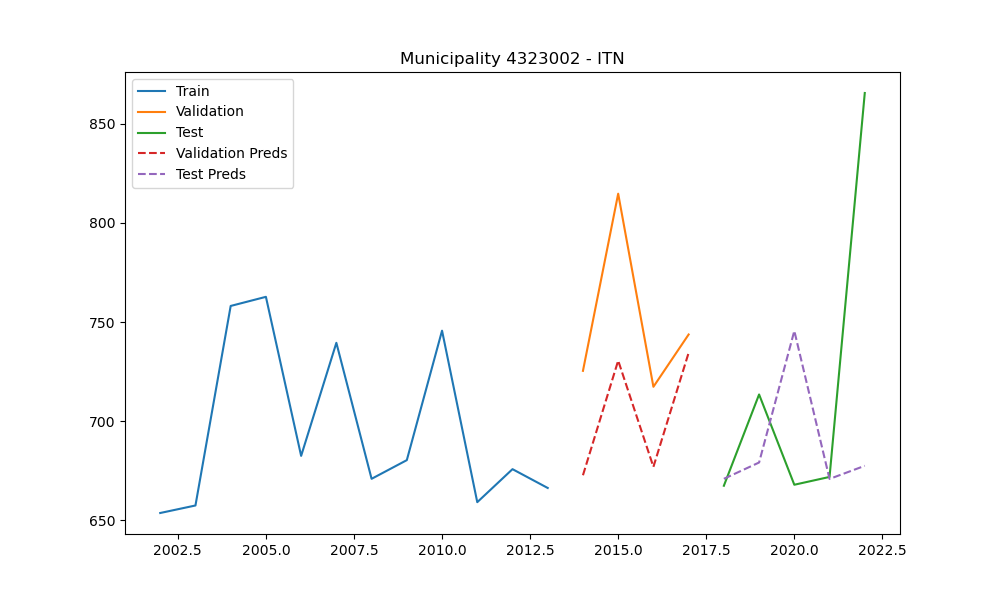 Municipality 4323002 - ITN
Train
Validation
Test
Validation Preds
Test Preds
850
800
750
700
650
2002.5 2005.0 2007.5 2010.0 2012.5 2015.0 2017.5 2020.0 2022.5